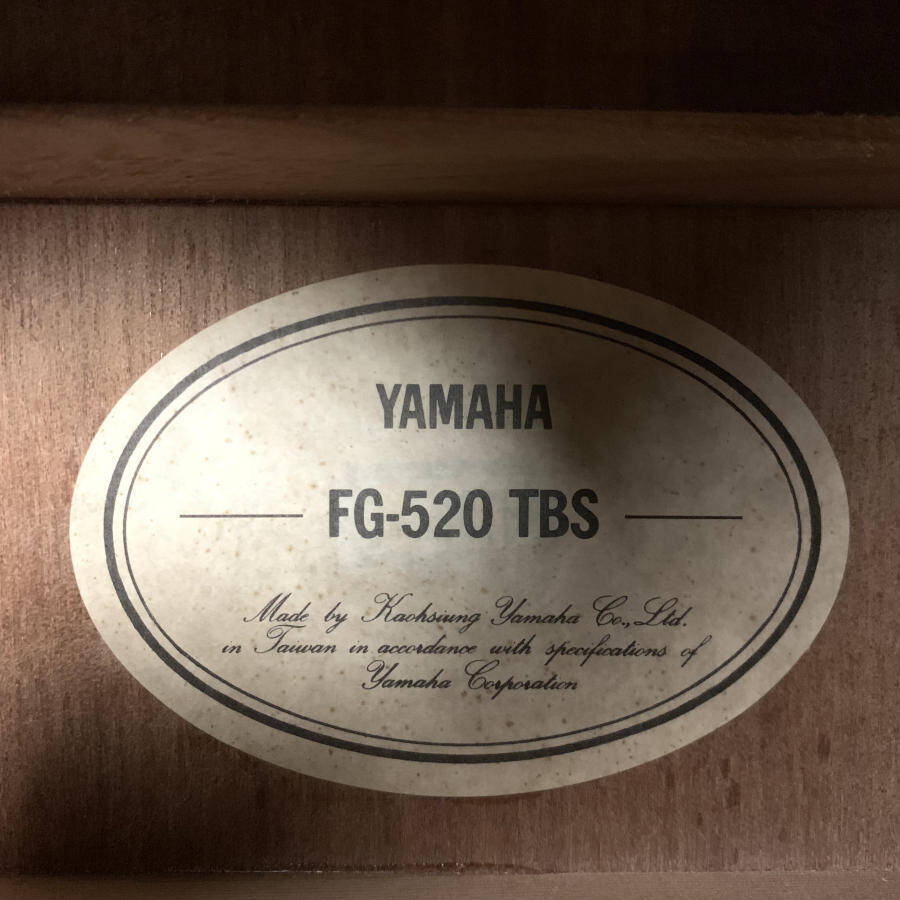 YAMAHA
FG-520 TBS
Made by Kaohsiung Yamaha Co., Ltd.
in Taiwan in accordance with specifications of
Yamaha Corporation